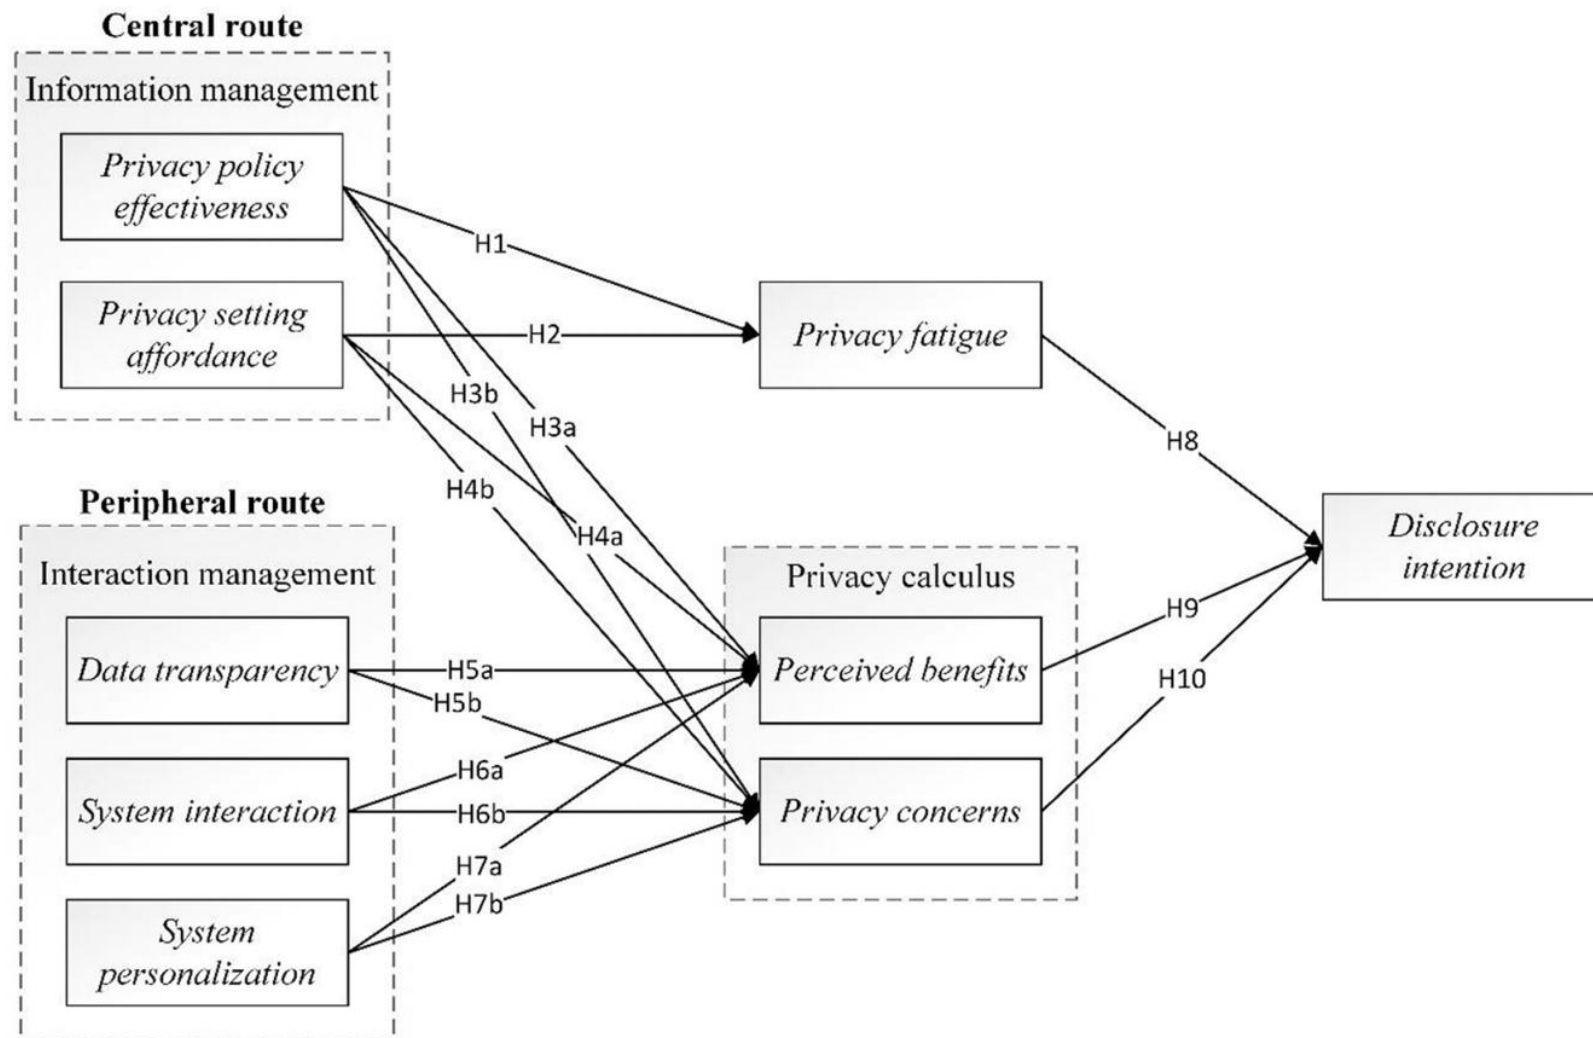 Central route
Information management
Privacy policy
effectiveness
Privacy setting
affordance
Peripheral route
Interaction management
Data transparency
System interaction
System
personalization
H1
H2
H3b
H3a
H4b
H4a
H5a
H5b
H6a
H6b
H7a
H7b
Privacy fatigue
Privacy calculus
Perceived benefits
Privacy concerns
H8
H9
H10
Disclosure
intention